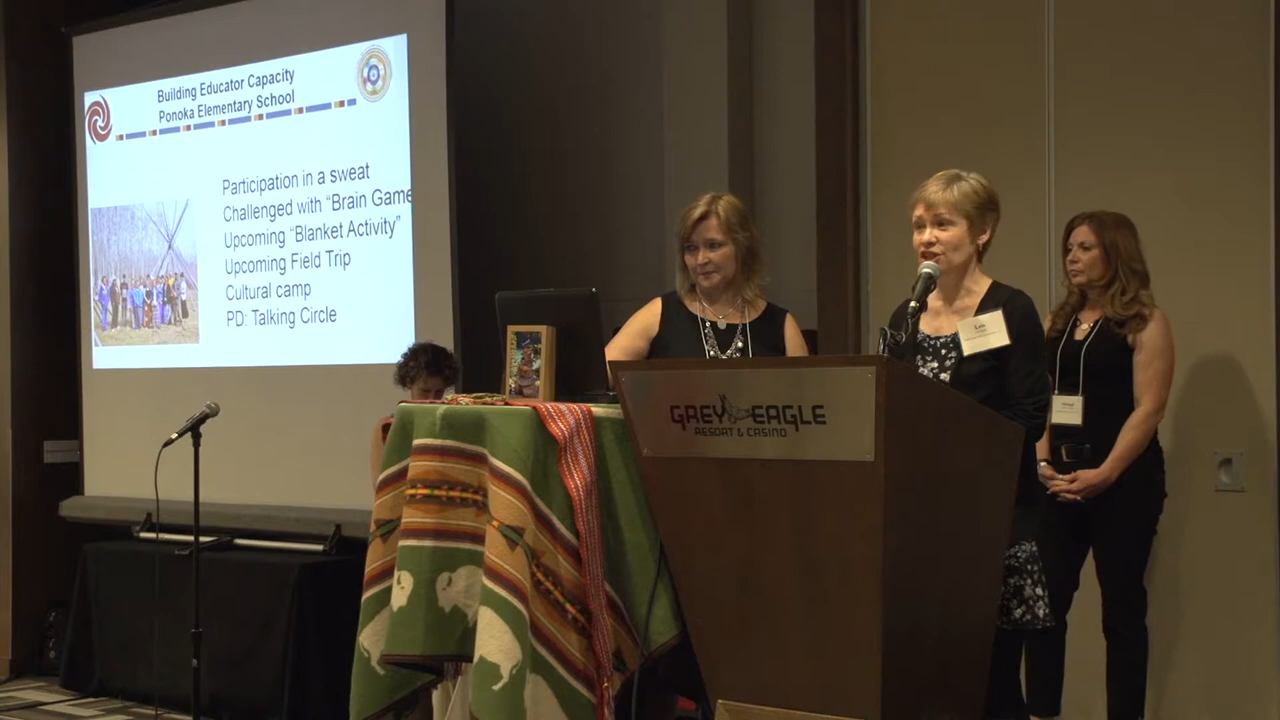 Building Educator Capacity
Ponoka Elementary School
Participation in a sweat
Challenged with “Brain Game
Upcoming “Blanket Activity”
Upcoming Field Trip
Cultural camp
PD: Talking Circle
GREY EAGLE
RESORT & CASINO